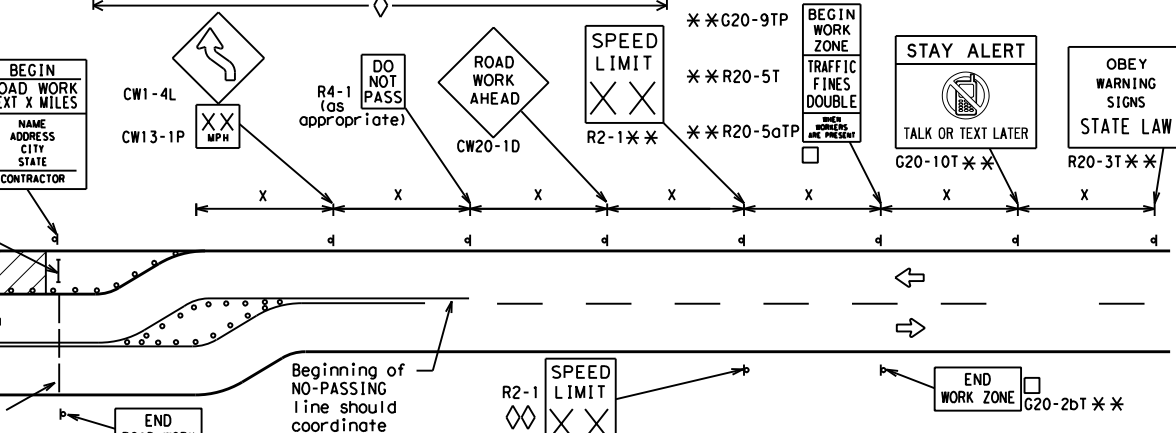 BEGIN
ROAD WORK
NEXT X MILES
NAME
ADDRESS
CITY
STATE
CONTRACTOR
CW1-4L
CW13-1P
X X
MPH
R4-1
(as
appropriate)
DO
NOT
PASS
ROAD
WORK
AHEAD
CW20-1D
SPEED
LIMIT
X X
R2-1**
**G20-9TP
**R20-5T
**R20-5aTP
BEGIN
WORK
ZONE
TRAFFIC
FINES
DOUBLE
WHEN
WORKERS
ARE PRESENT
STAY ALERT
TALK OR TEXT LATER
G20-10T**
OBEY
WARNING
SIGNS
STATE LAW
R20-3T**
X X X X X X X
Beginning of
NO-PASSING
line should
coordinate
R2-1
SPEED
LIMIT
X X
END
WORK ZONE
G20-2bT**
END
ROAD WORK